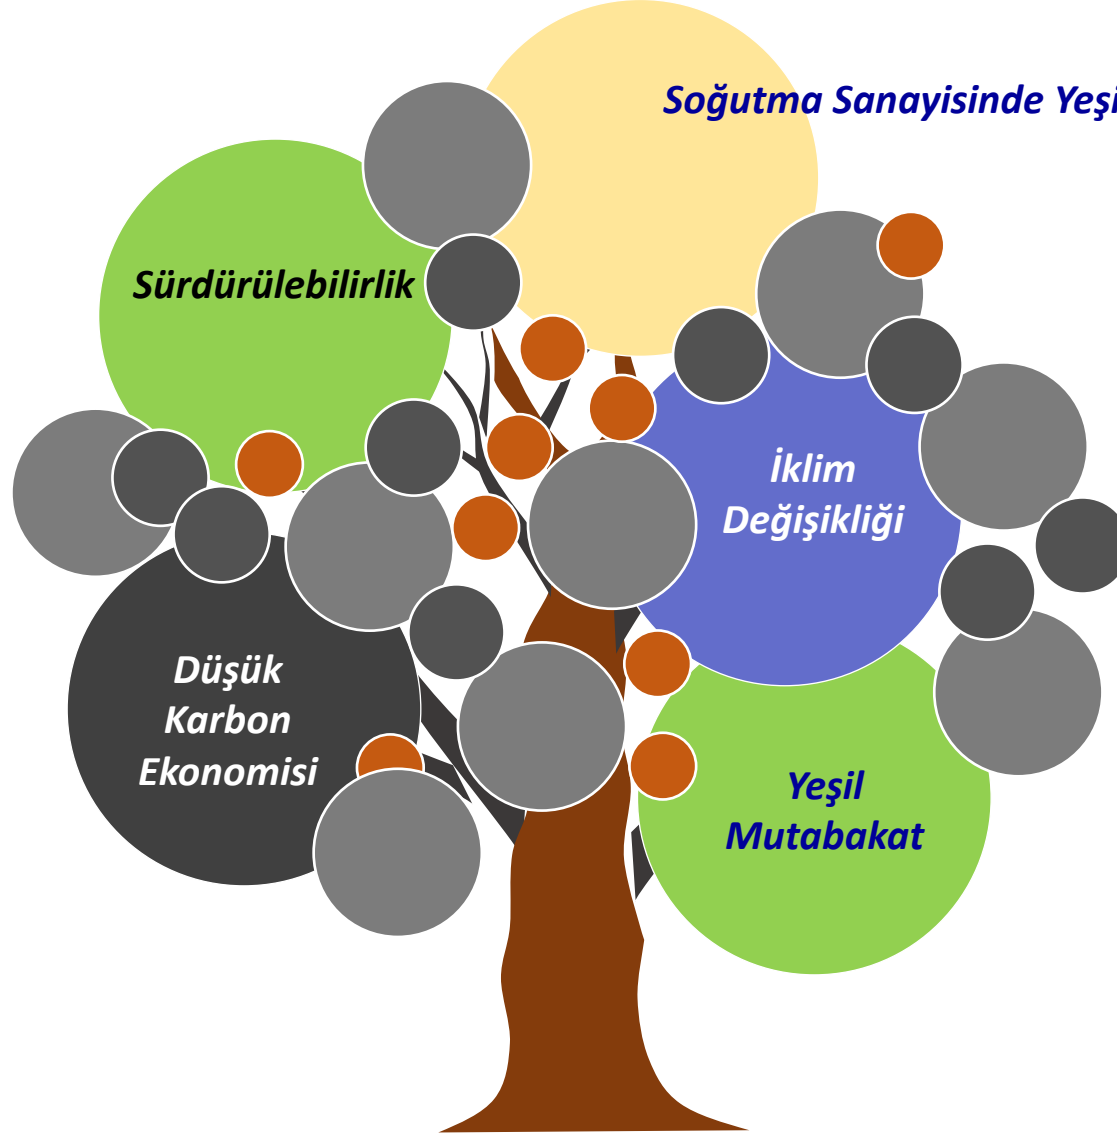 Soğutma Sanayisinde Yeşi
Sürdürülebilirlik
İklim
Değişikliği
Düşük
Karbon
Ekonomisi
Yeşil
Mutabakat